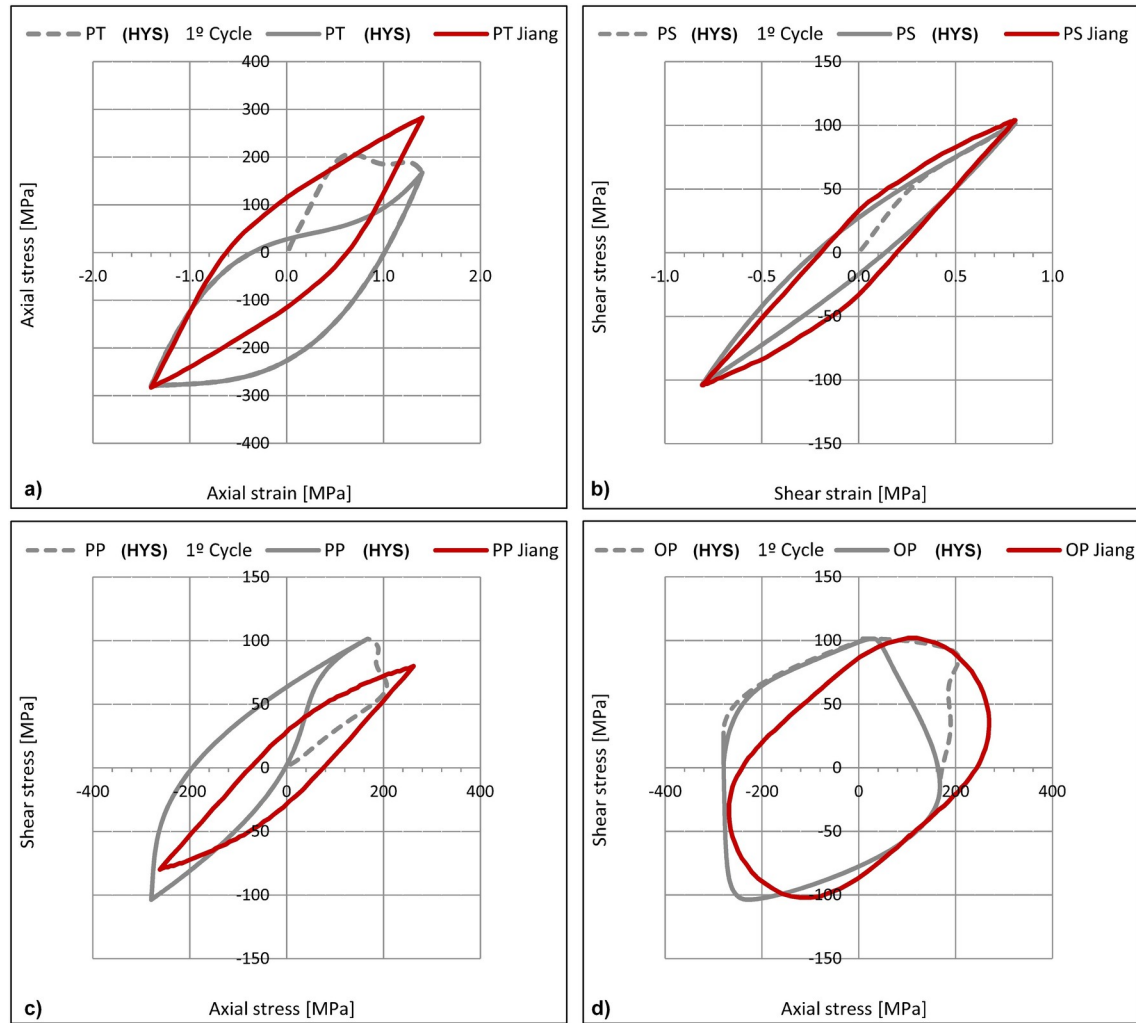 PT (HYS) 1º Cycle PT (HYS) PT Jiang
400
300
200
100
0
-100
-200
-300
-400
-2.0 -1.0 0.0 1.0 2.0
Axial stress [MPa]
Axial strain [MPa]
a)
PS (HYS) 1º Cycle PS (HYS) PS Jiang
150
100
50
0
-50
-100
-150
-1.0 -0.5 0.0 0.5 1.0
Shear stress [MPa]
Shear strain [MPa]
b)
PP (HYS) 1º Cycle PP (HYS) PP Jiang
150
100
50
0
-50
-100
-150
-400 -200 0 200 400
Shear stress [MPa]
Axial stress [MPa]
c)
OP (HYS) 1º Cycle OP (HYS) OP Jiang
150
100
50
0
-50
-100
-150
-400 -200 0 200 400
Shear stress [MPa]
Axial stress [MPa]
d)